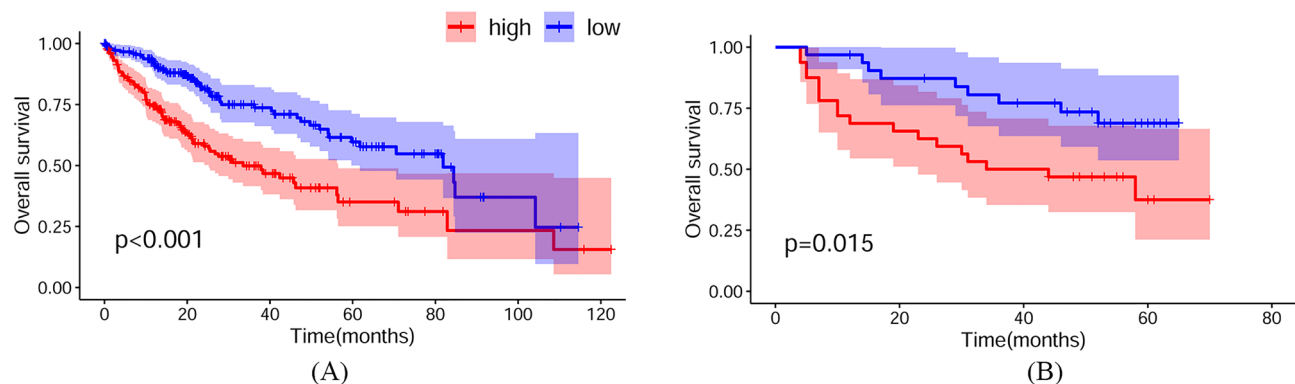 high low
Overall survival
1.00
0.75
0.50
0.25
0.00
p<0.001
0 20 40 60 80 100 120
Time(months)
(A)
Overall survival
1.00
0.75
0.50
0.25
0.00
p=0.015
0 20 40 60 80
Time(months)
(B)